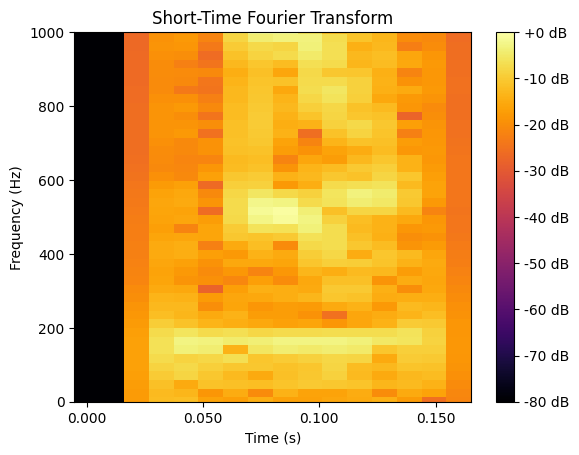 Short-Time Fourier Transform
1000
800
600
400
200
0
Frequency (Hz)
0.000
0.050
0.100
0.150
Time (s)
+0 dB
-10 dB
-20 dB
-30 dB
-40 dB
-50 dB
-60 dB
-70 dB
-80 dB